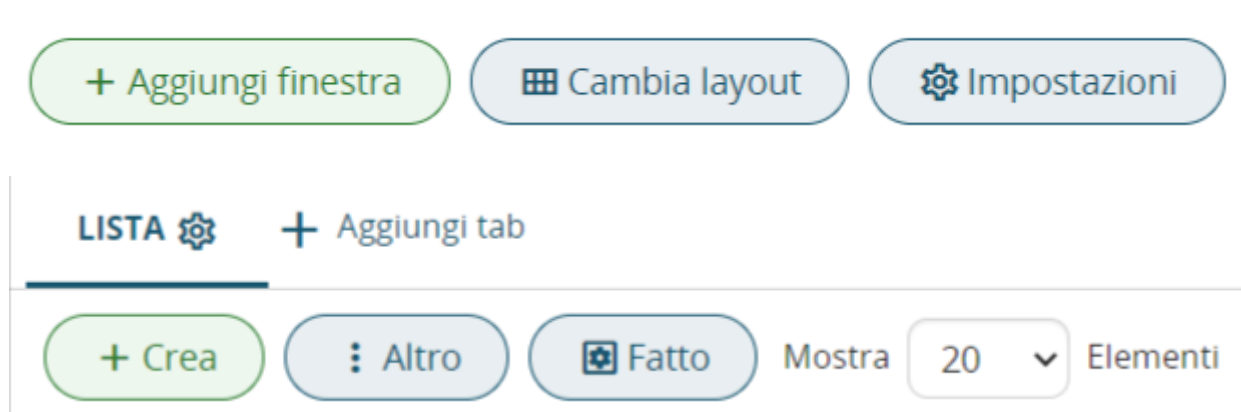 + Aggiungi finestra Cambia layout Impostazioni
LISTA + Aggiungi tab
+ Crea Altro Fatto Mostra 20 Elementi